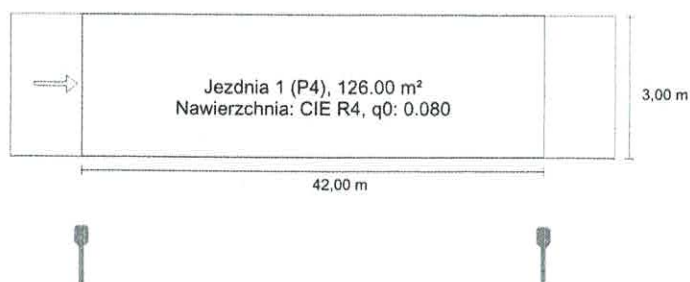 Jezdnia 1 (P4), 126.00 m²
Nawierzchnia: CIE R4, q0: 0.080
3,00 m
42,00 m